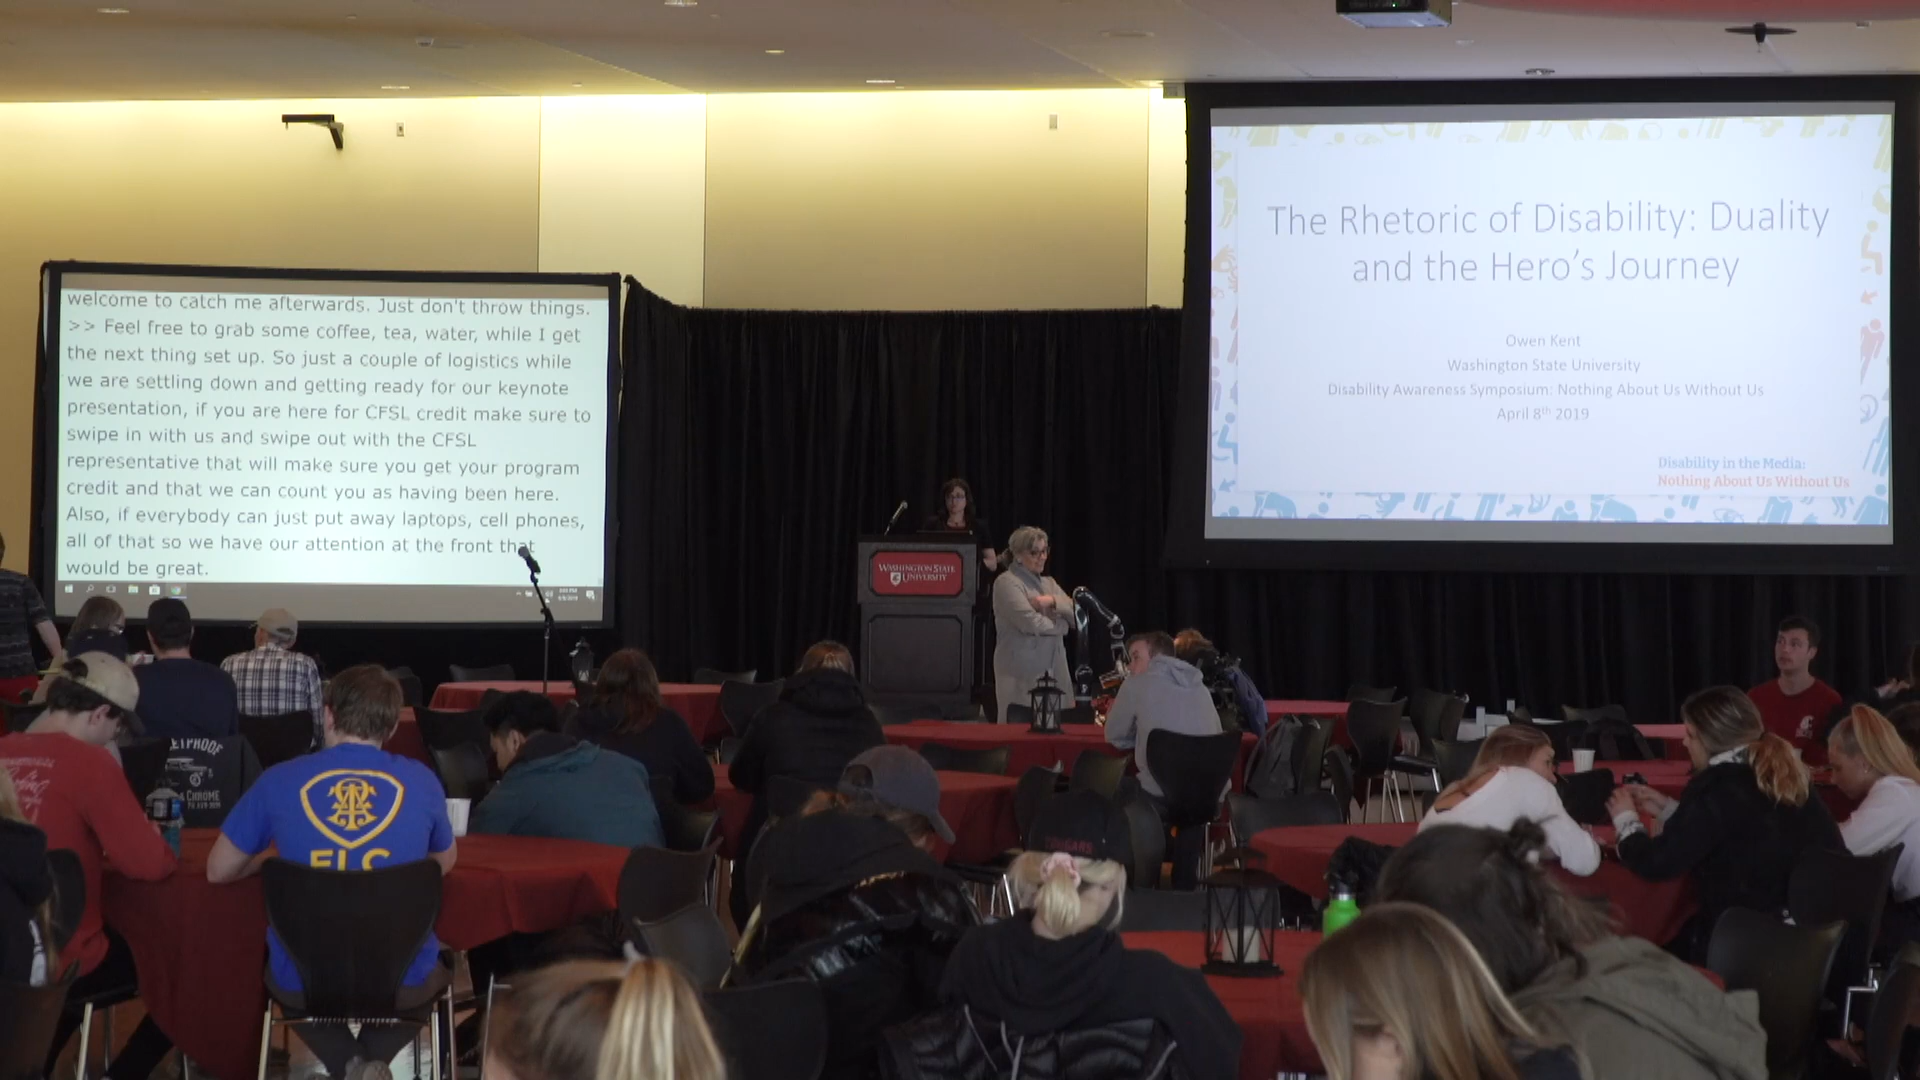 welcome to catch me afterwards. Just don't throw things.
>> Feel free to grab some coffee, tea, water, while I get
the next thing set up. So just a couple of logistics while
we are settling down and getting ready for our keynote
presentation, if you are here for CFSL credit make sure to
swipe in with us and swipe out with the CFSL
representative that will make sure you get your program
credit and that we can count you as having been here.
Also, if everybody can just put away laptops, cell phones,
all of that so we have our attention at the front that
would be great.
The Rhetoric of Disability: Duality
and the Hero's Journey
Owen Kent
Washington State University
Disability Awareness Symposium: Nothing About Us Without Us
April 8th 2019
Disability in the Media:
Nothing About Us Without Us
WASHINGTON STATE
UNIVERSITY
& CHROME
FLC
COUGARS